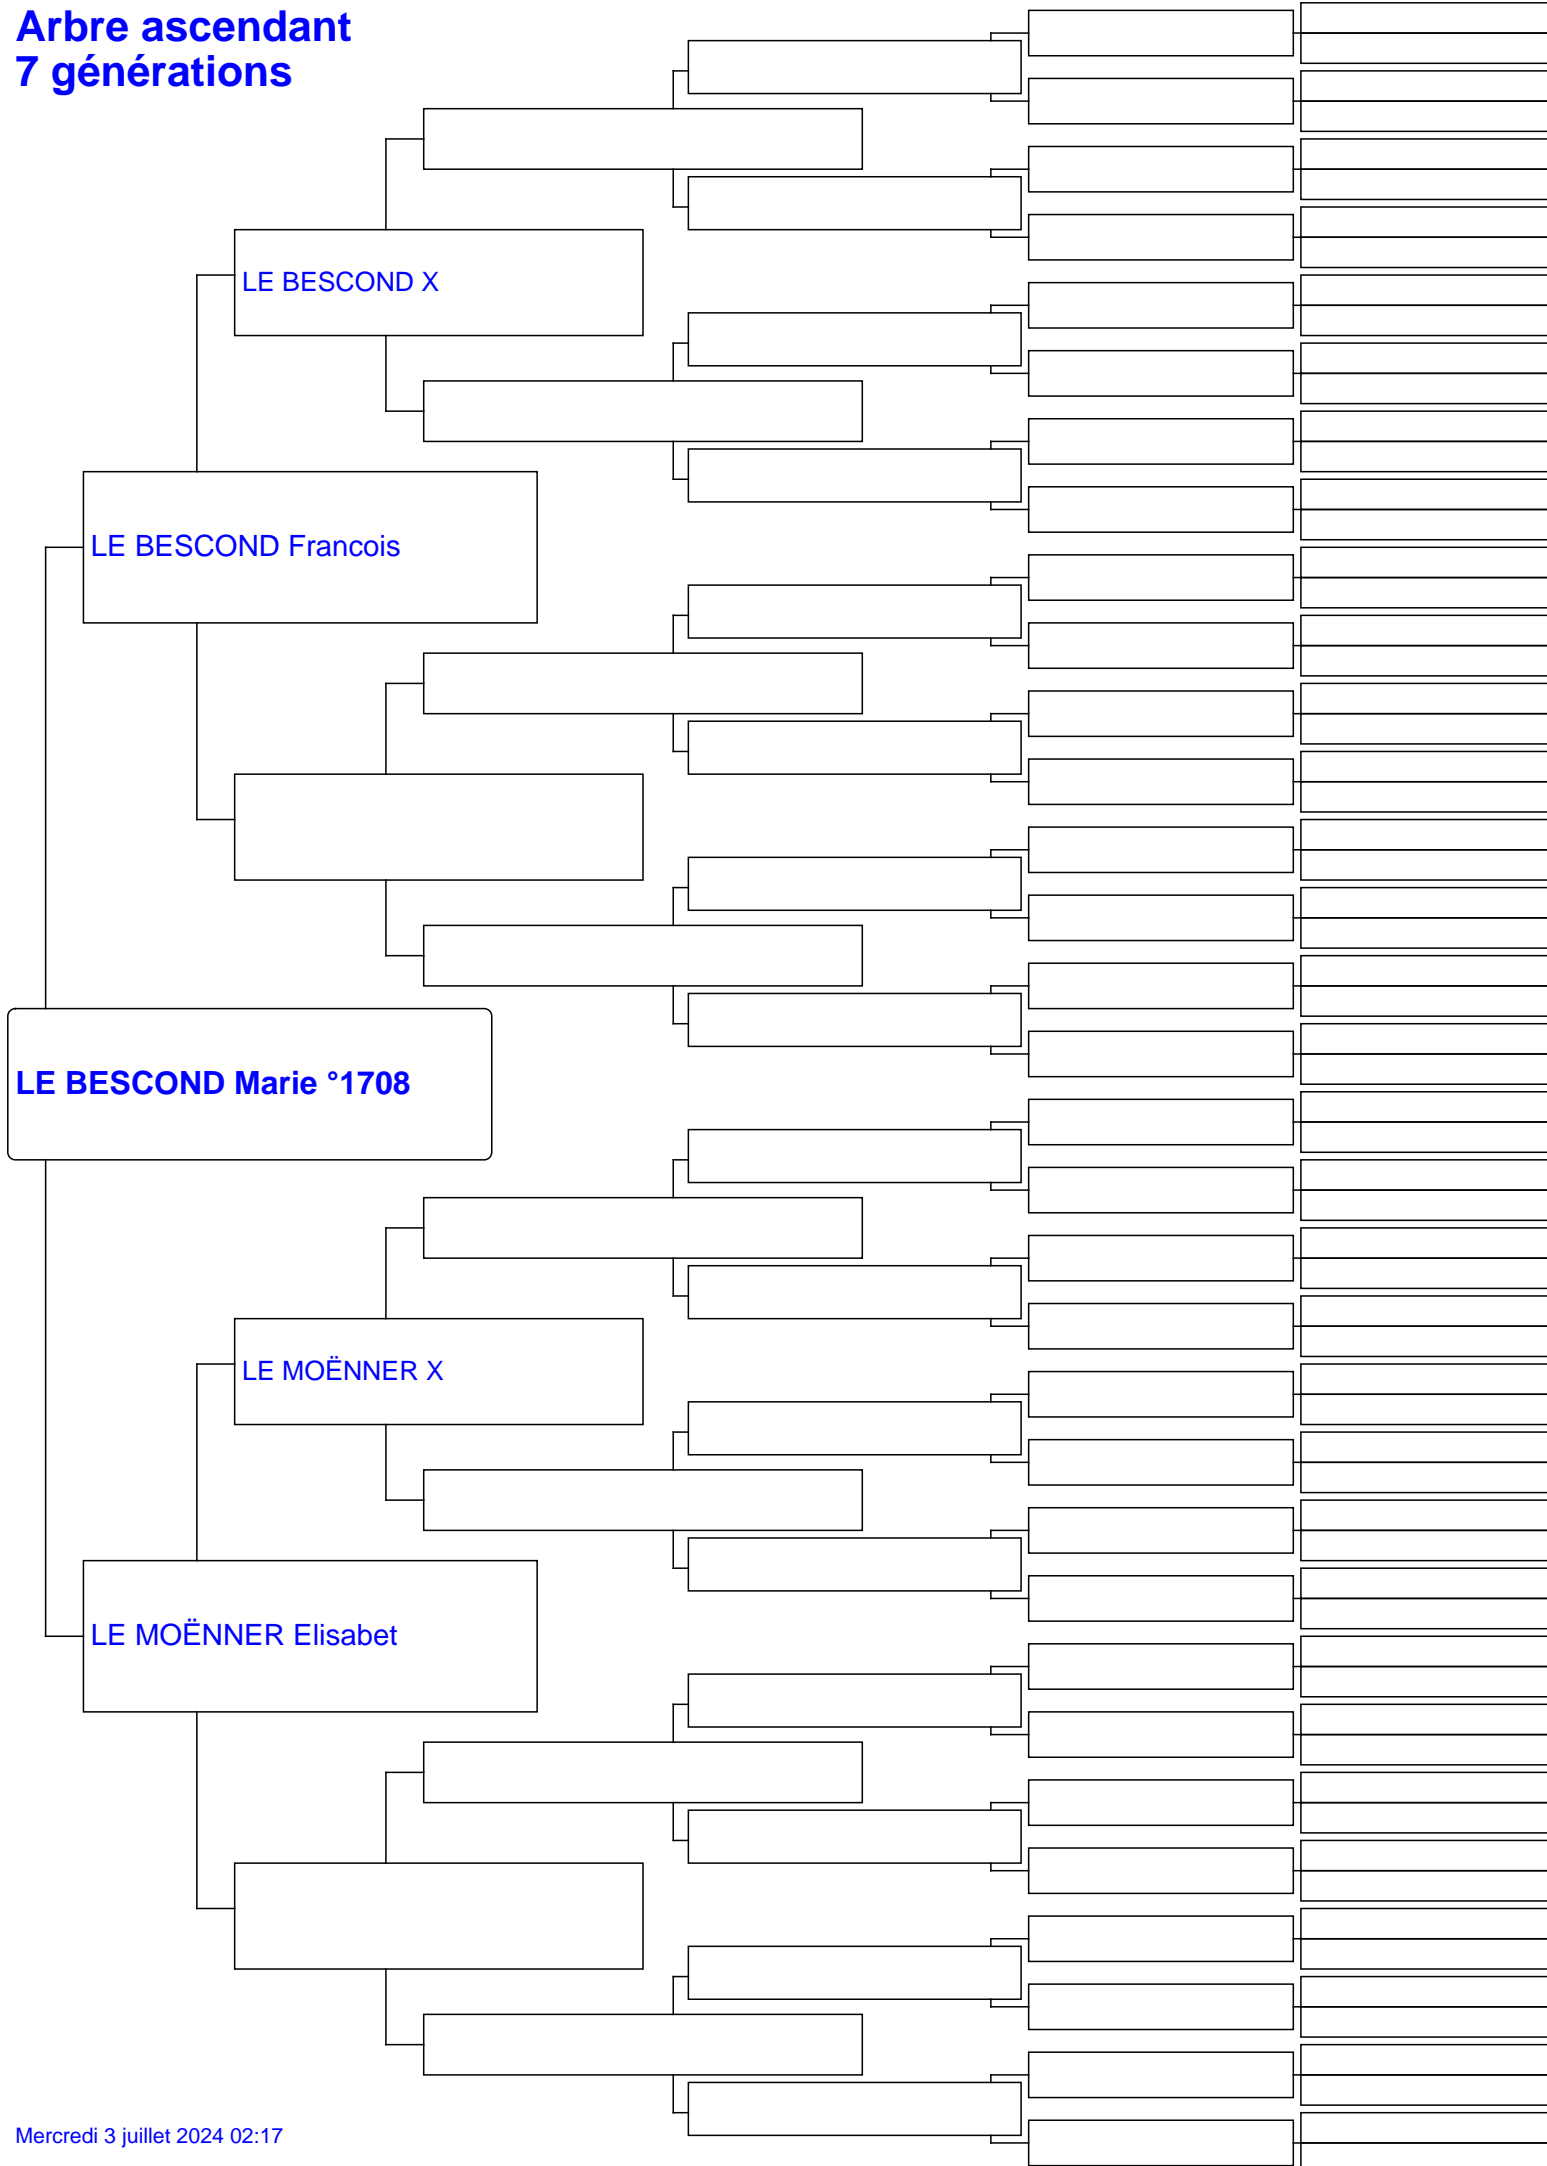 Arbre ascendant
7 générations
LE BESCOND X
LE BESCOND Francois
LE BESCOND Marie °1708
LE MOËNNER X
LE MOËNNER Elisabet
Mercredi 3 juillet 2024 02:17